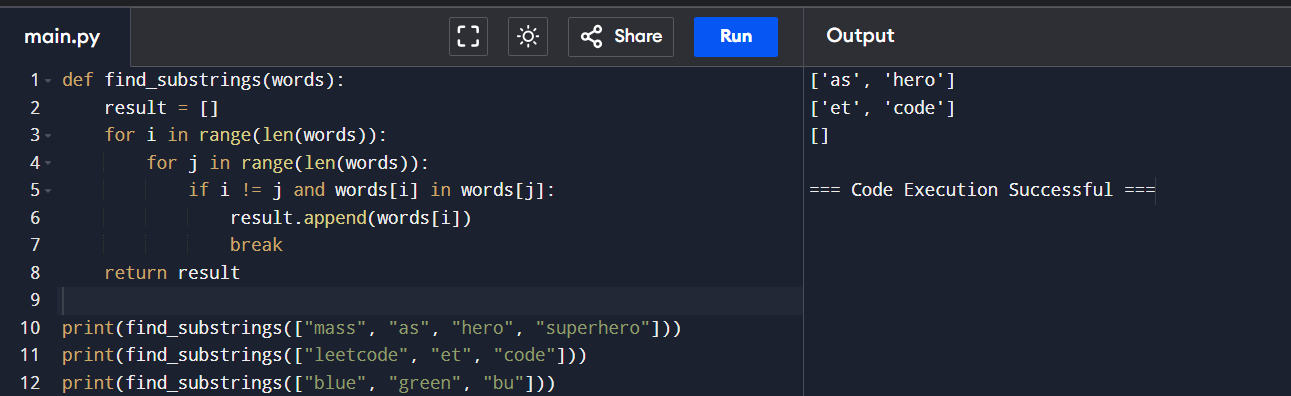 main.py
Share
Run
Output
1 def find_substrings(words):
2     result = []
3     for i in range(len(words)):
4         for j in range(len(words)):
5             if i != j and words[i] in words[j]:
6                 result.append(words[i])
7                 break
8     return result
9
10 print(find_substrings(["mass", "as", "hero", "superhero"]))
11 print(find_substrings(["leetcode", "et", "code"]))
12 print(find_substrings(["blue", "green", "bu"]))
['as', 'hero']
['et', 'code']
[]
=== Code Execution Successful ===